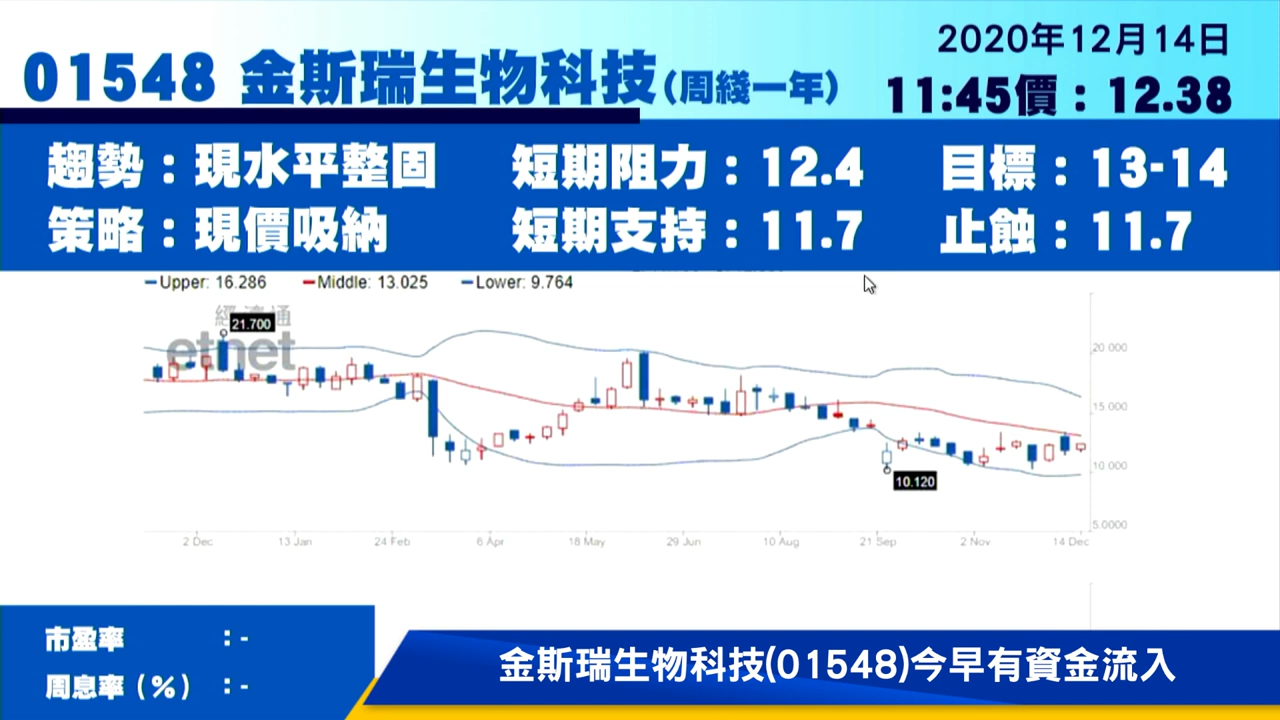 2020年12月14日
01548 金斯瑞生物科技(周綫一年)
11:45價：12.38
趨勢：現水平整固 短期阻力：12.4 目標：13-14
策略：現價吸納 短期支持：11.7 止蝕：11.7
Upper: 16.286 Middle: 13.025 Lower: 9.764
經濟通
21.700
etnet
20.000
15.000
10.000
10.120
5.0000
2 Dec 13 Jan 24 Feb 6 Apr 18 May 29 Jun 10 Aug 21 Sep 2 Nov 14 Dec
市盈率 ：-
周息率（%）：-
金斯瑞生物科技(01548)今早有資金流入